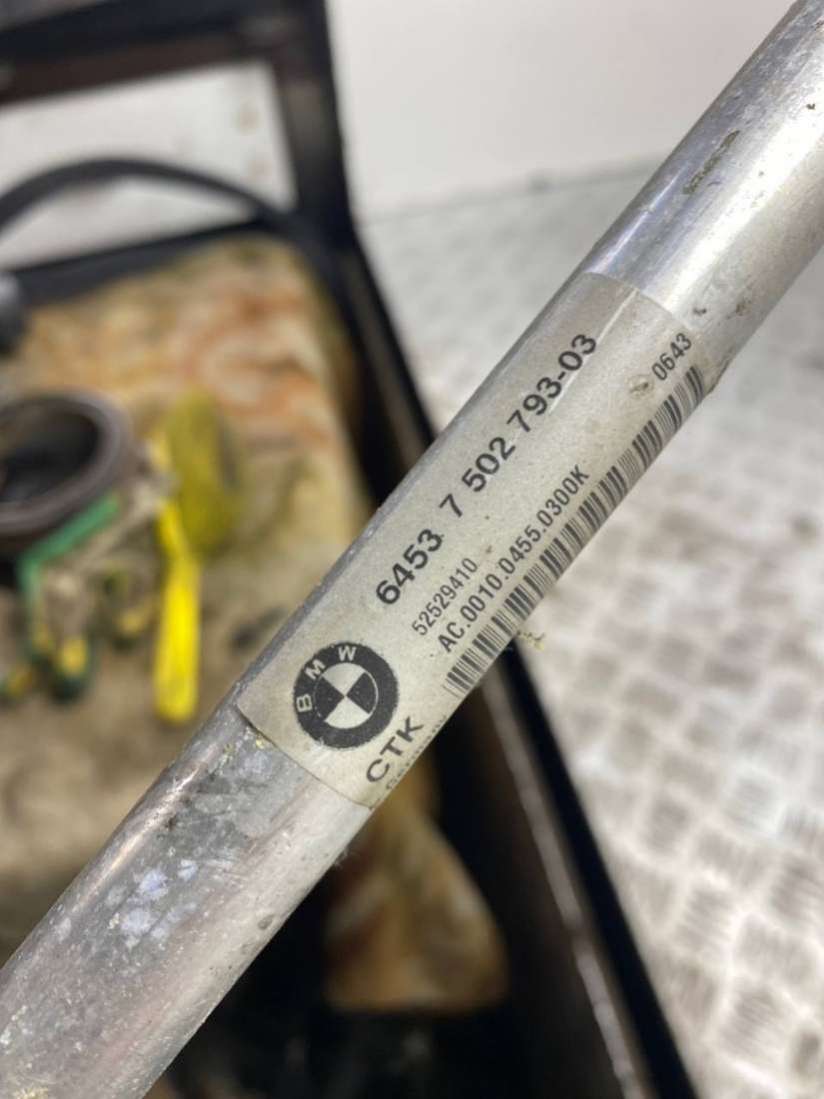 6453 7 502 793-03
0643
52529410
AC.0010.0455.0300K
BMW
CTK